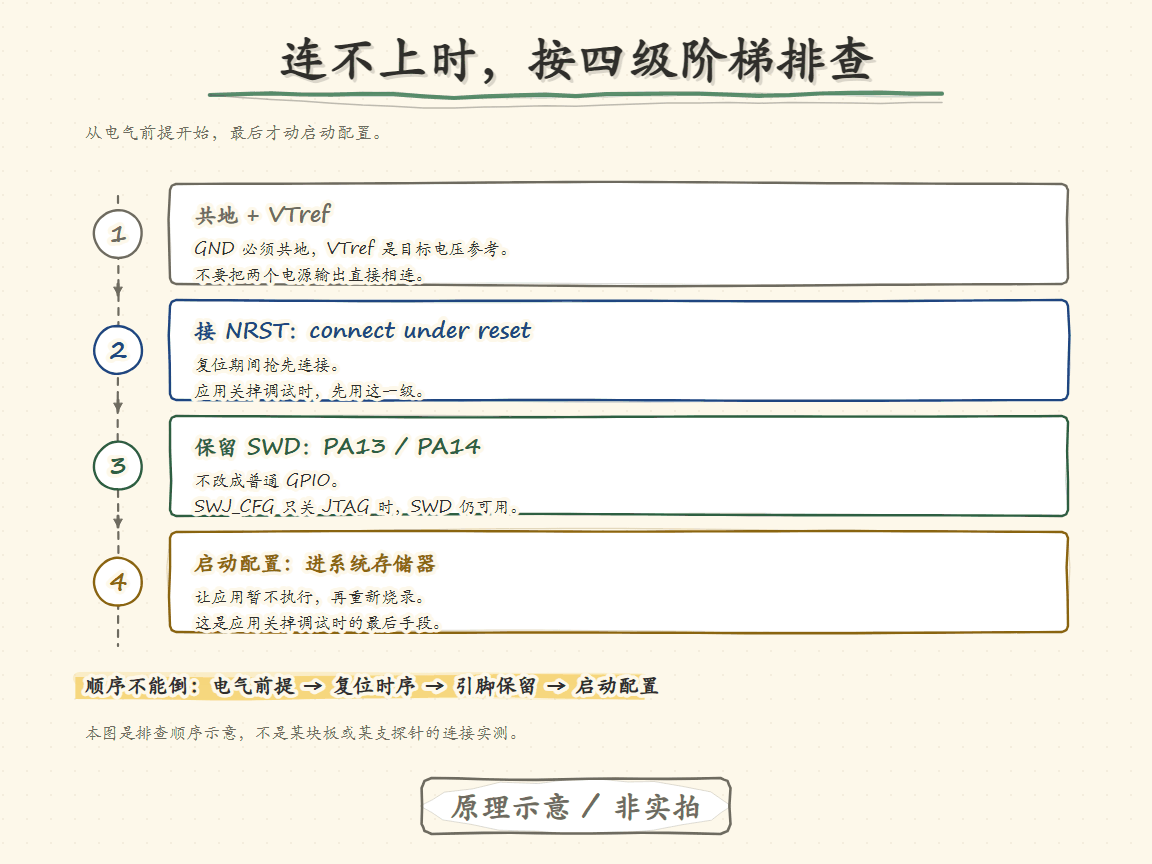 连不上时，按四级阶梯排查
从电气前提开始，最后才动启动配置。
1
共地 + VTref
GND 必须共地，VTref 是目标电压参考。
不要把两个电源输出直接相连。
2
接 NRST：connect under reset
复位期间抢先连接。
应用关掉调试时，先用这一级。
3
保留 SWD：PA13 / PA14
不改成普通 GPIO。
SWJ_CFG 只关 JTAG 时，SWD 仍可用。
4
启动配置：进系统存储器
让应用暂不执行，再重新烧录。
这是应用关掉调试时的最后手段。
顺序不能倒：电气前提 → 复位时序 → 引脚保留 → 启动配置
本图是排查顺序示意，不是某块板或某支探针的连接实测。
原理示意 / 非实拍